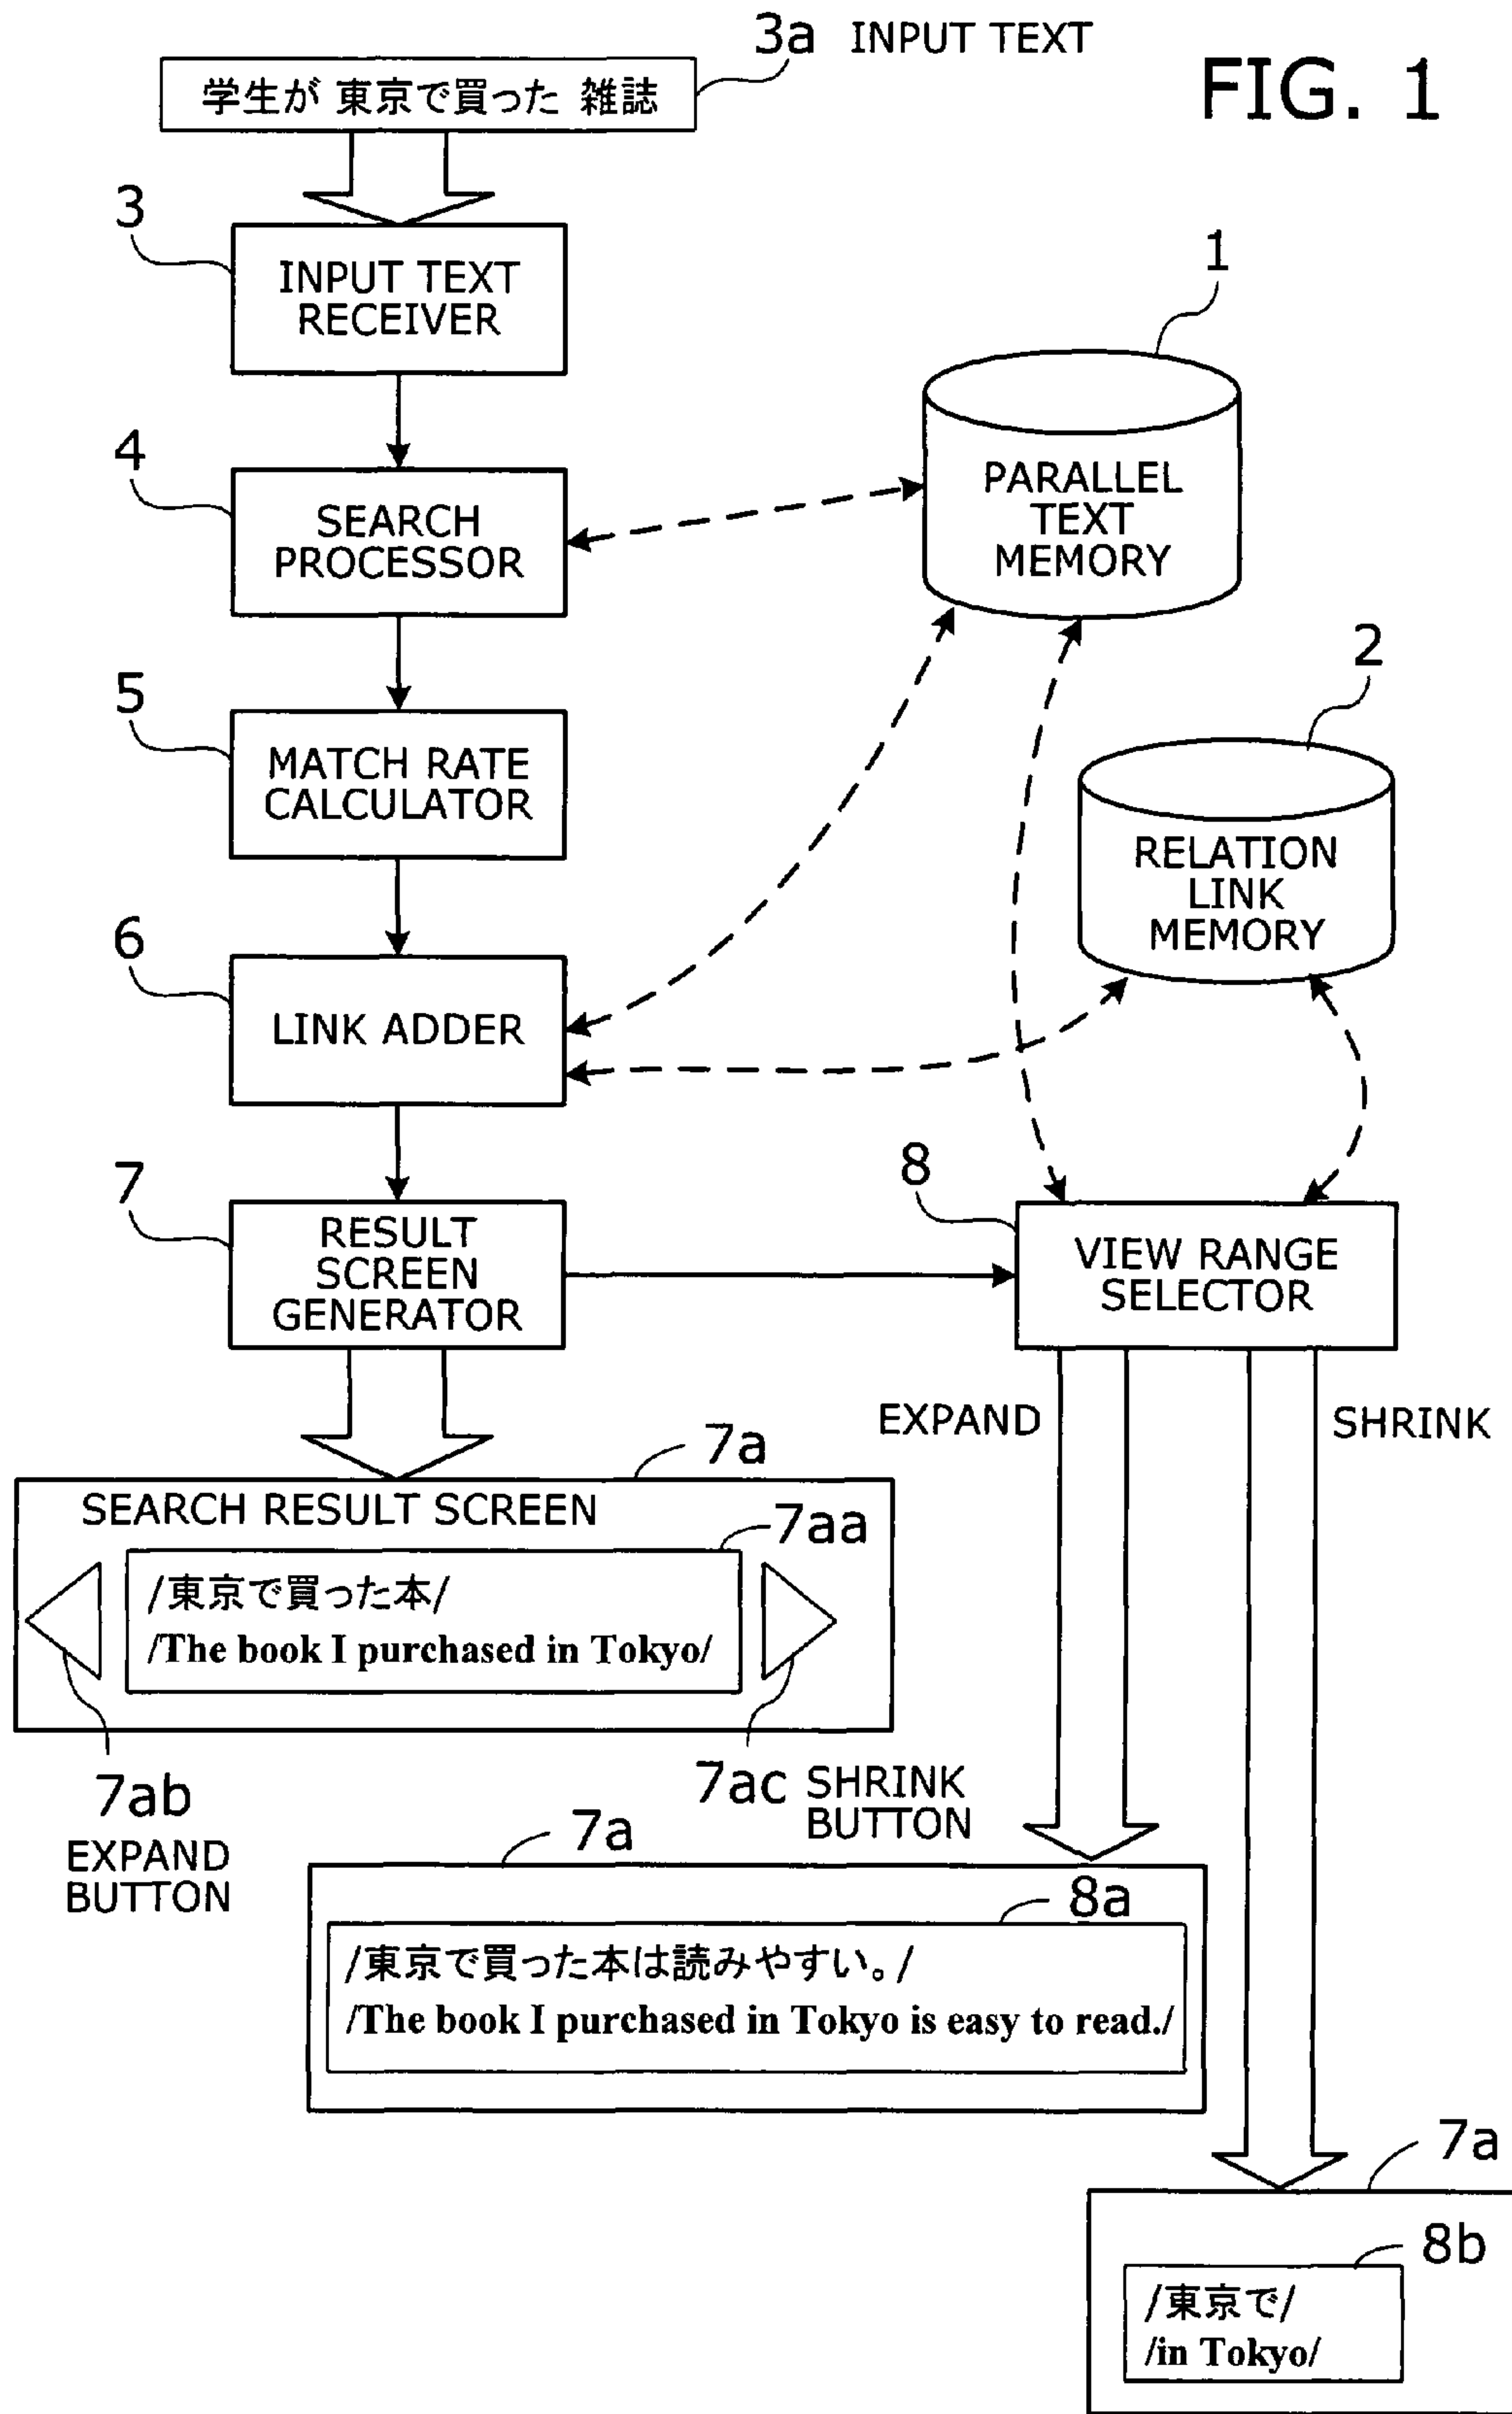 3a INPUT TEXT
FIG. 1
学生が 東京で買った 雑誌
3
INPUT TEXT
RECEIVER
1
PARALLEL
TEXT
MEMORY
4
SEARCH
PROCESSOR
2
RELATION
LINK
MEMORY
5
MATCH RATE
CALCULATOR
6
LINK ADDER
7
RESULT
SCREEN
GENERATOR
8
VIEW RANGE
SELECTOR
EXPAND
SHRINK
7a
SEARCH RESULT SCREEN
7aa
/東京で買った本/
/The book I purchased in Tokyo/
7ab
EXPAND
BUTTON
7ac SHRINK
BUTTON
7a
8a
/東京で買った本は読みやすい。/
/The book I purchased in Tokyo is easy to read./
7a
8b
/東京で/
/in Tokyo/